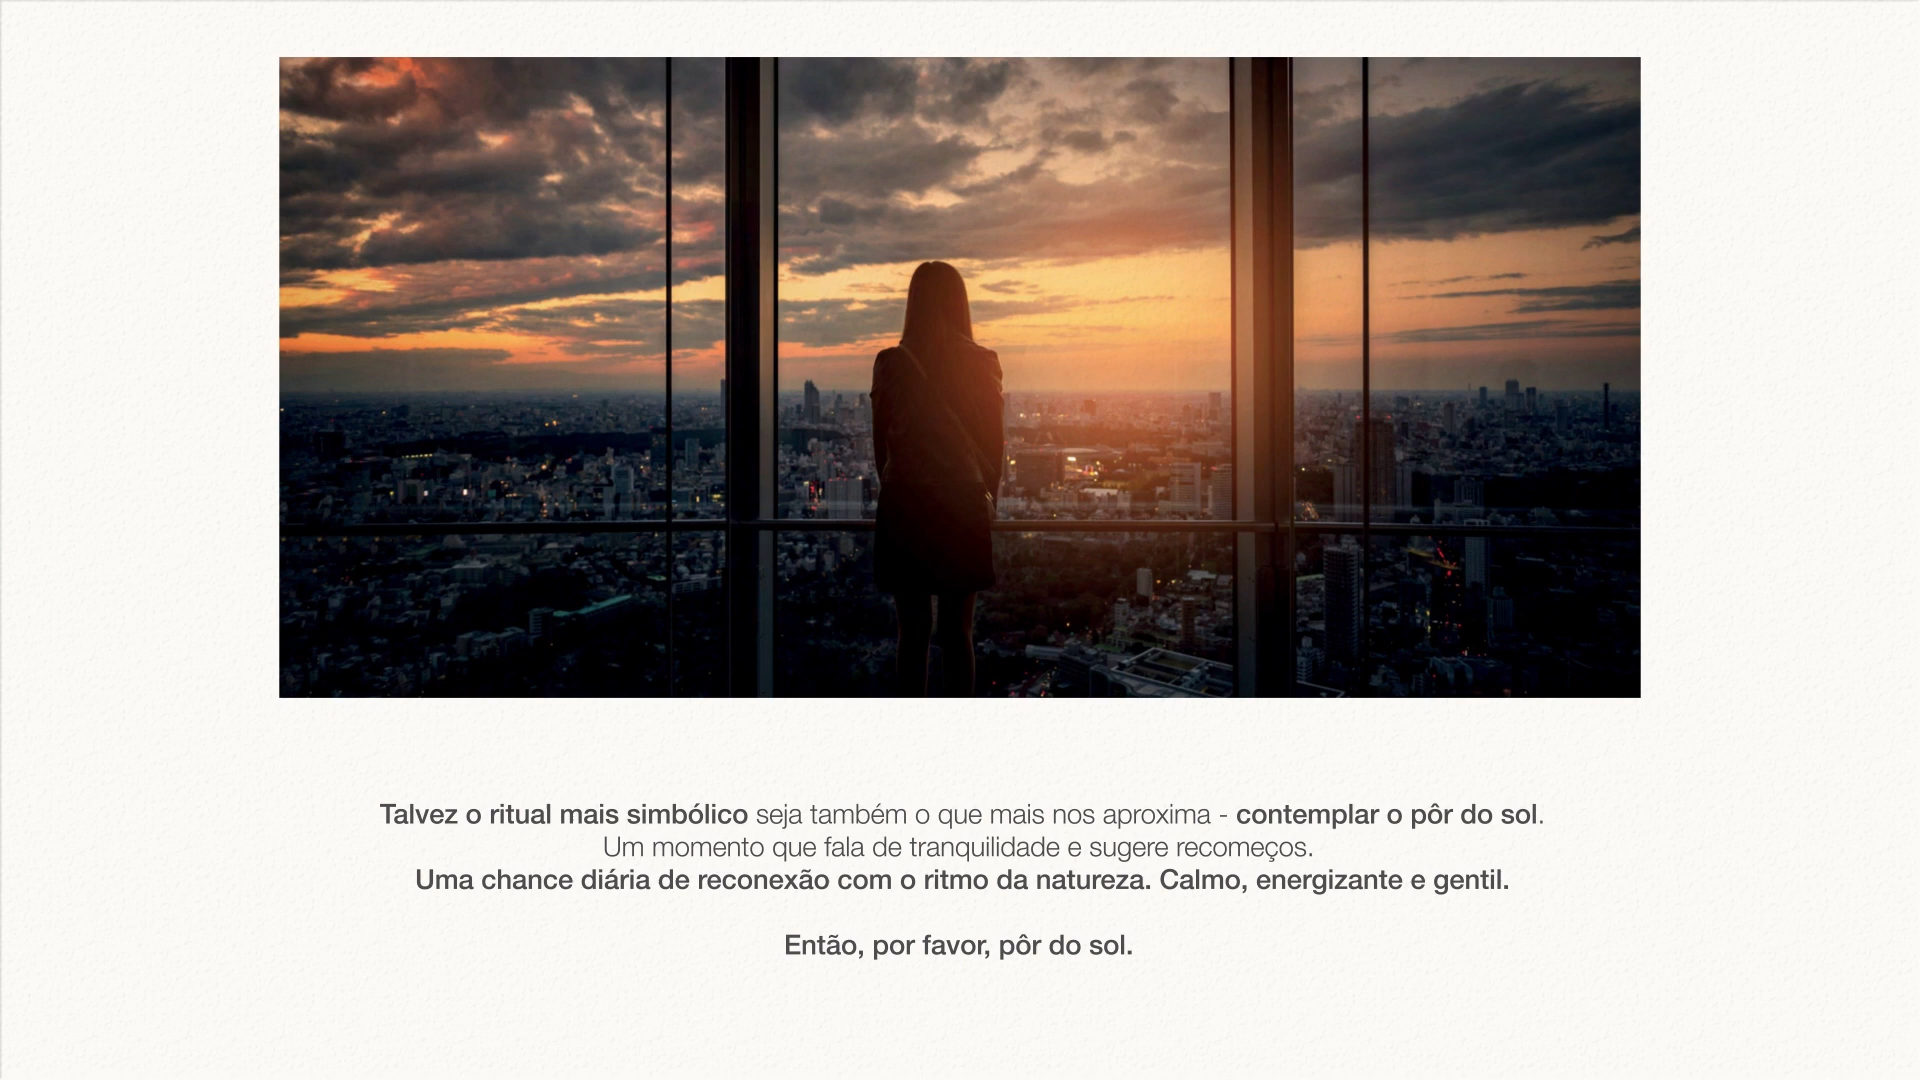 Talvez o ritual mais simbólico seja também o que mais nos aproxima - contemplar o pôr do sol.
Um momento que fala de tranquilidade e sugere recomeços.
Uma chance diária de reconexão com o ritmo da natureza. Calmo, energizante e gentil.
Então, por favor, pôr do sol.